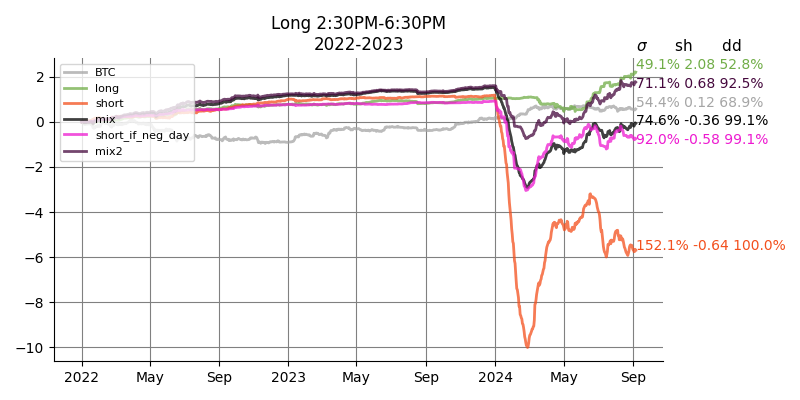 Long 2:30PM-6:30PM
2022-2023
σ sh dd
49.1% 2.08 52.8%
71.1% 0.68 92.5%
54.4% 0.12 68.9%
74.6% -0.36 99.1%
92.0% -0.58 99.1%
152.1% -0.64 100.0%
BTC
long
short
mix
short_if_neg_day
mix2
2
0
−2
−4
−6
−8
−10
2022 May Sep 2023 May Sep 2024 May Sep